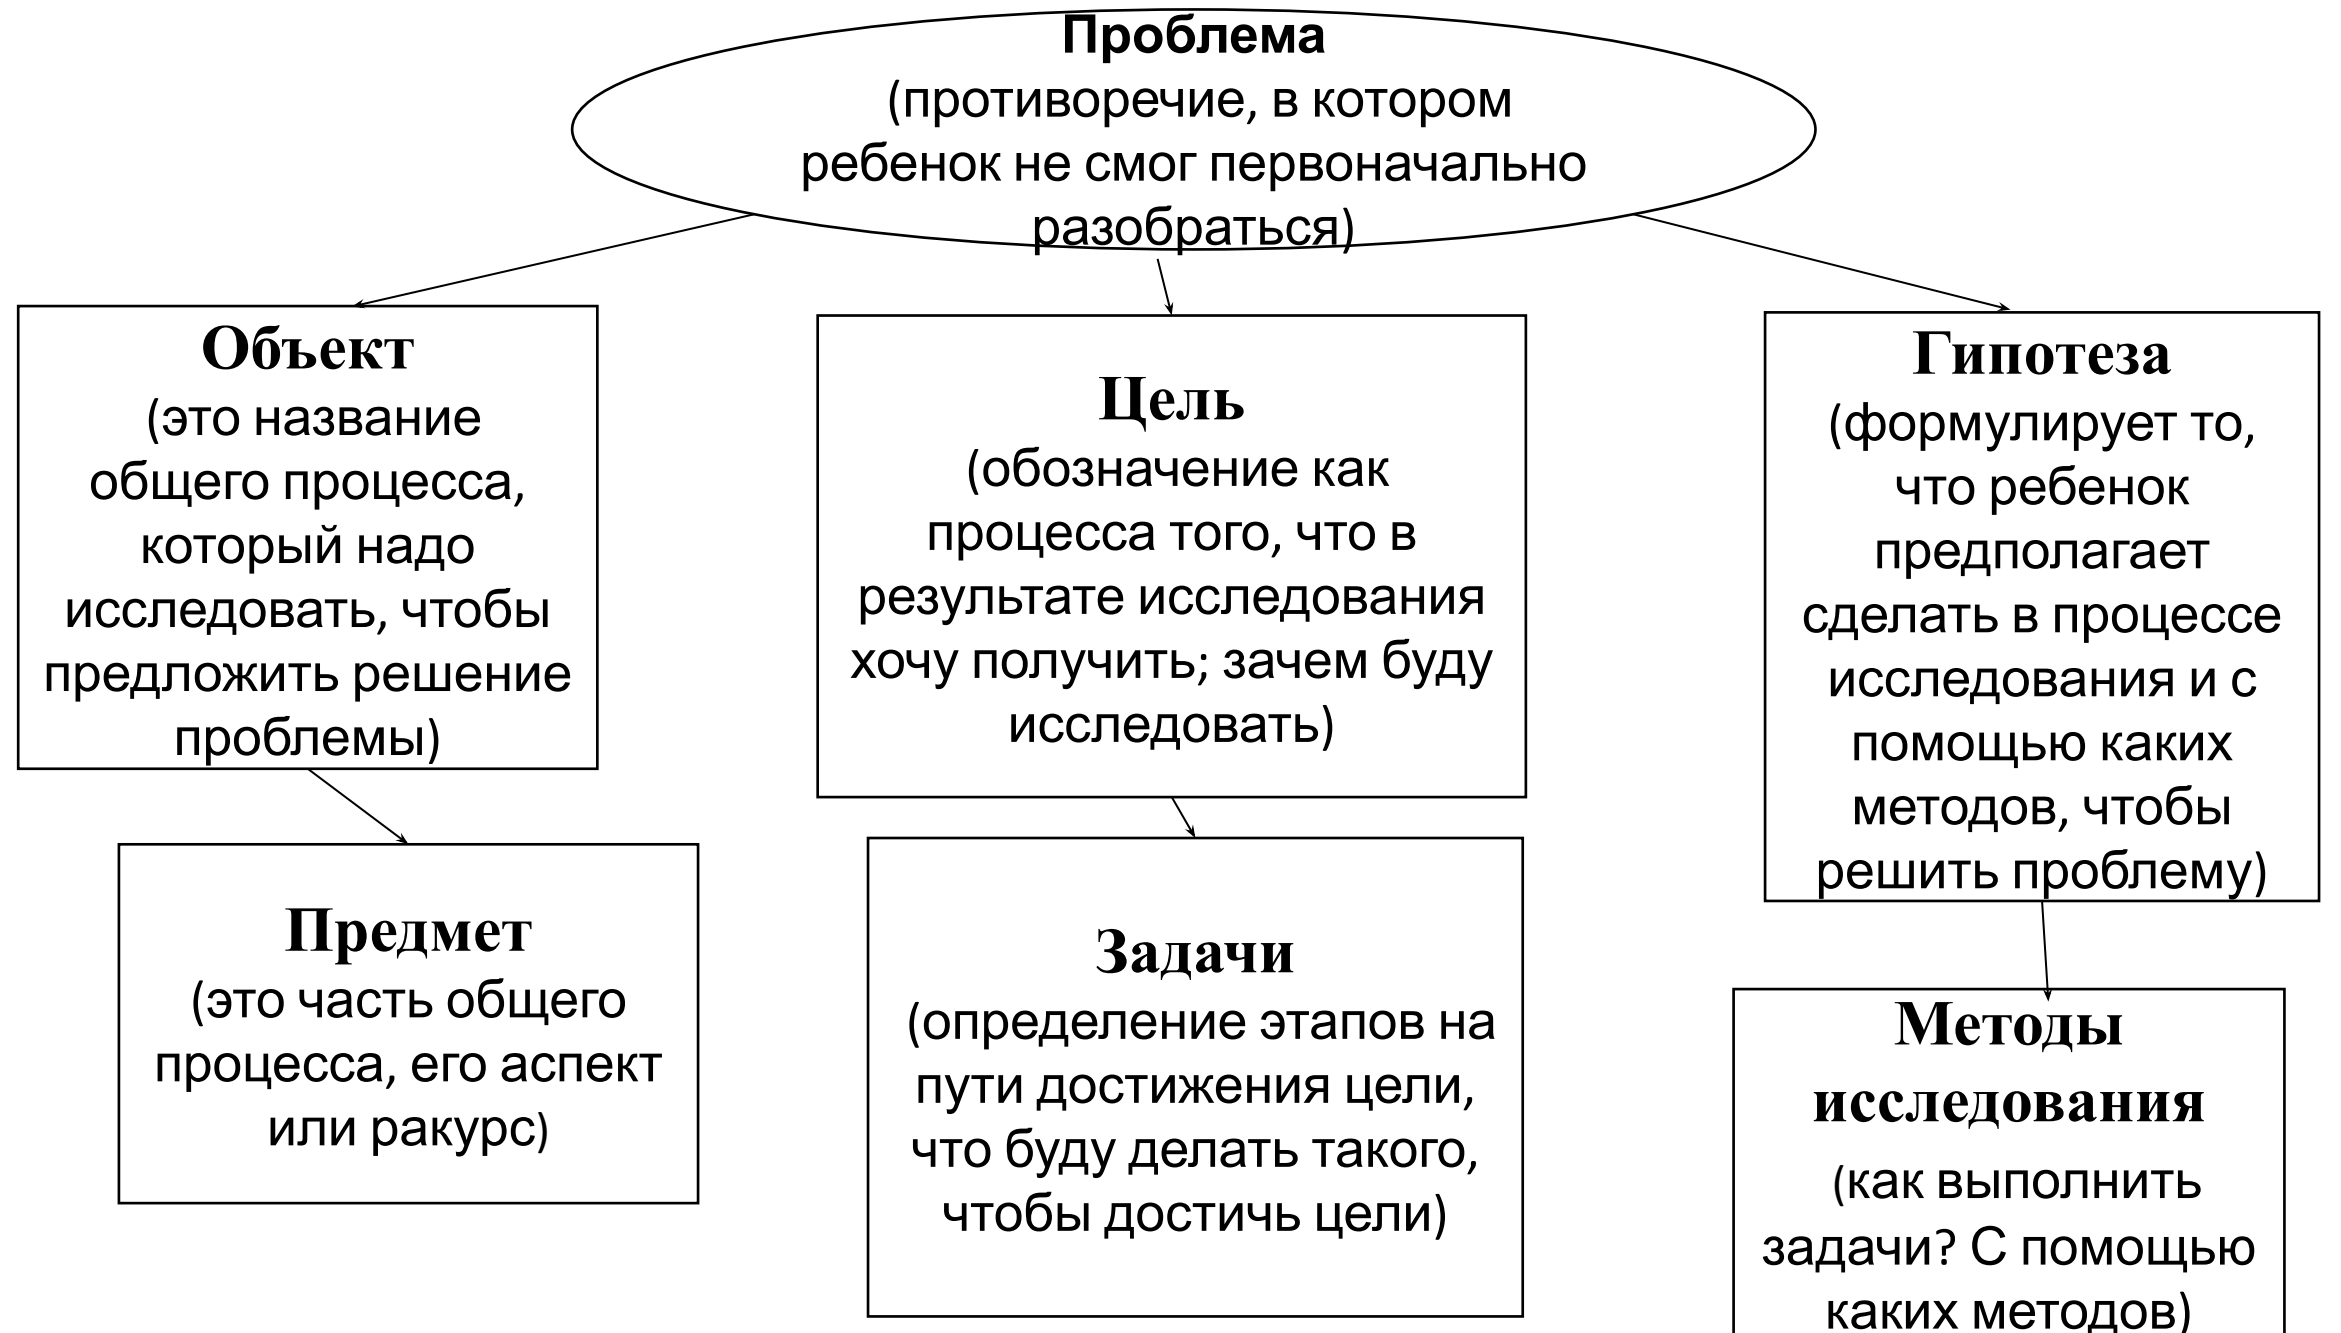 Проблема
(противоречие, в котором
ребенок не смог первоначально
разобраться)
Объект
(это название
общего процесса,
который надо
исследовать, чтобы
предложить решение
проблемы)
Цель
(обозначение как
процесса того, что в
результате исследования
хочу получить; зачем буду
исследовать)
Гипотеза
(формулирует то,
что ребенок
предполагает
сделать в процессе
исследования и с
помощью каких
методов, чтобы
решить проблему)
Предмет
(это часть общего
процесса, его аспект
или ракурс)
Задачи
(определение этапов на
пути достижения цели,
что буду делать такого,
чтобы достичь цели)
Методы
исследования
(как выполнить
задачи? С помощью
каких методов)